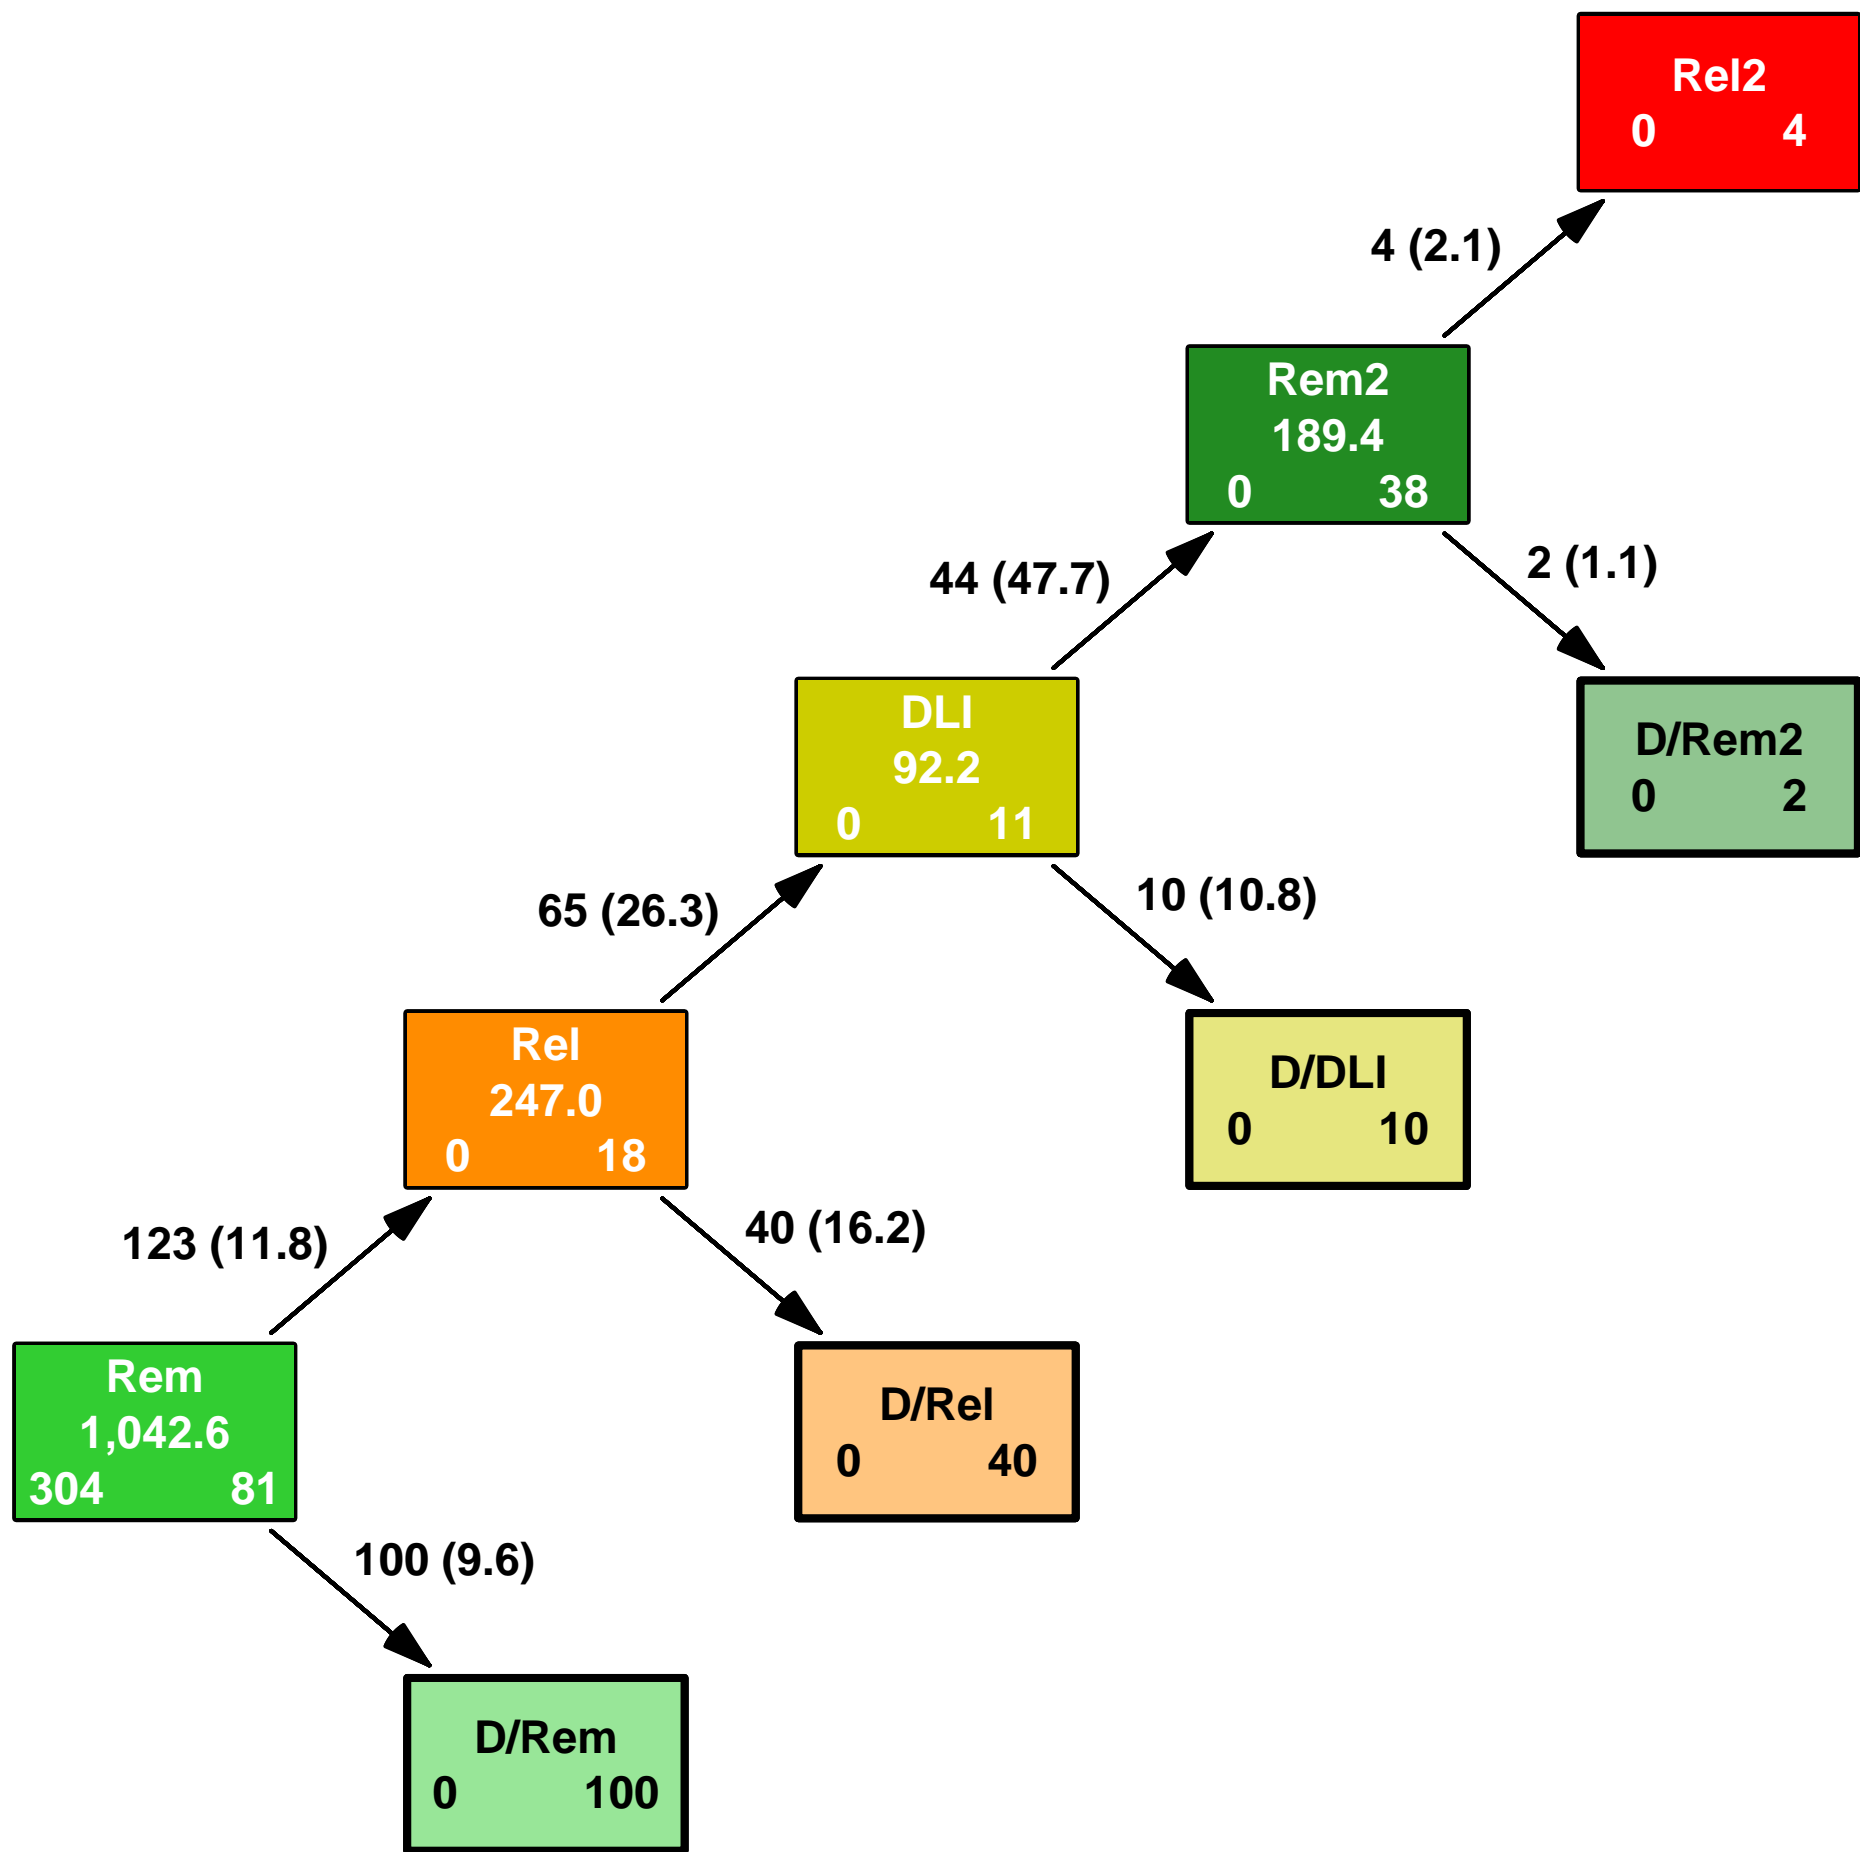 Rel2
0 4
4 (2.1)
Rem2
189.4
0 38
44 (47.7)
2 (1.1)
DLI
92.2
0 11
D/Rem2
0 2
65 (26.3)
10 (10.8)
Rel
247.0
0 18
D/DLI
0 10
123 (11.8)
40 (16.2)
Rem
1,042.6
304 81
D/Rel
0 40
100 (9.6)
D/Rem
0 100